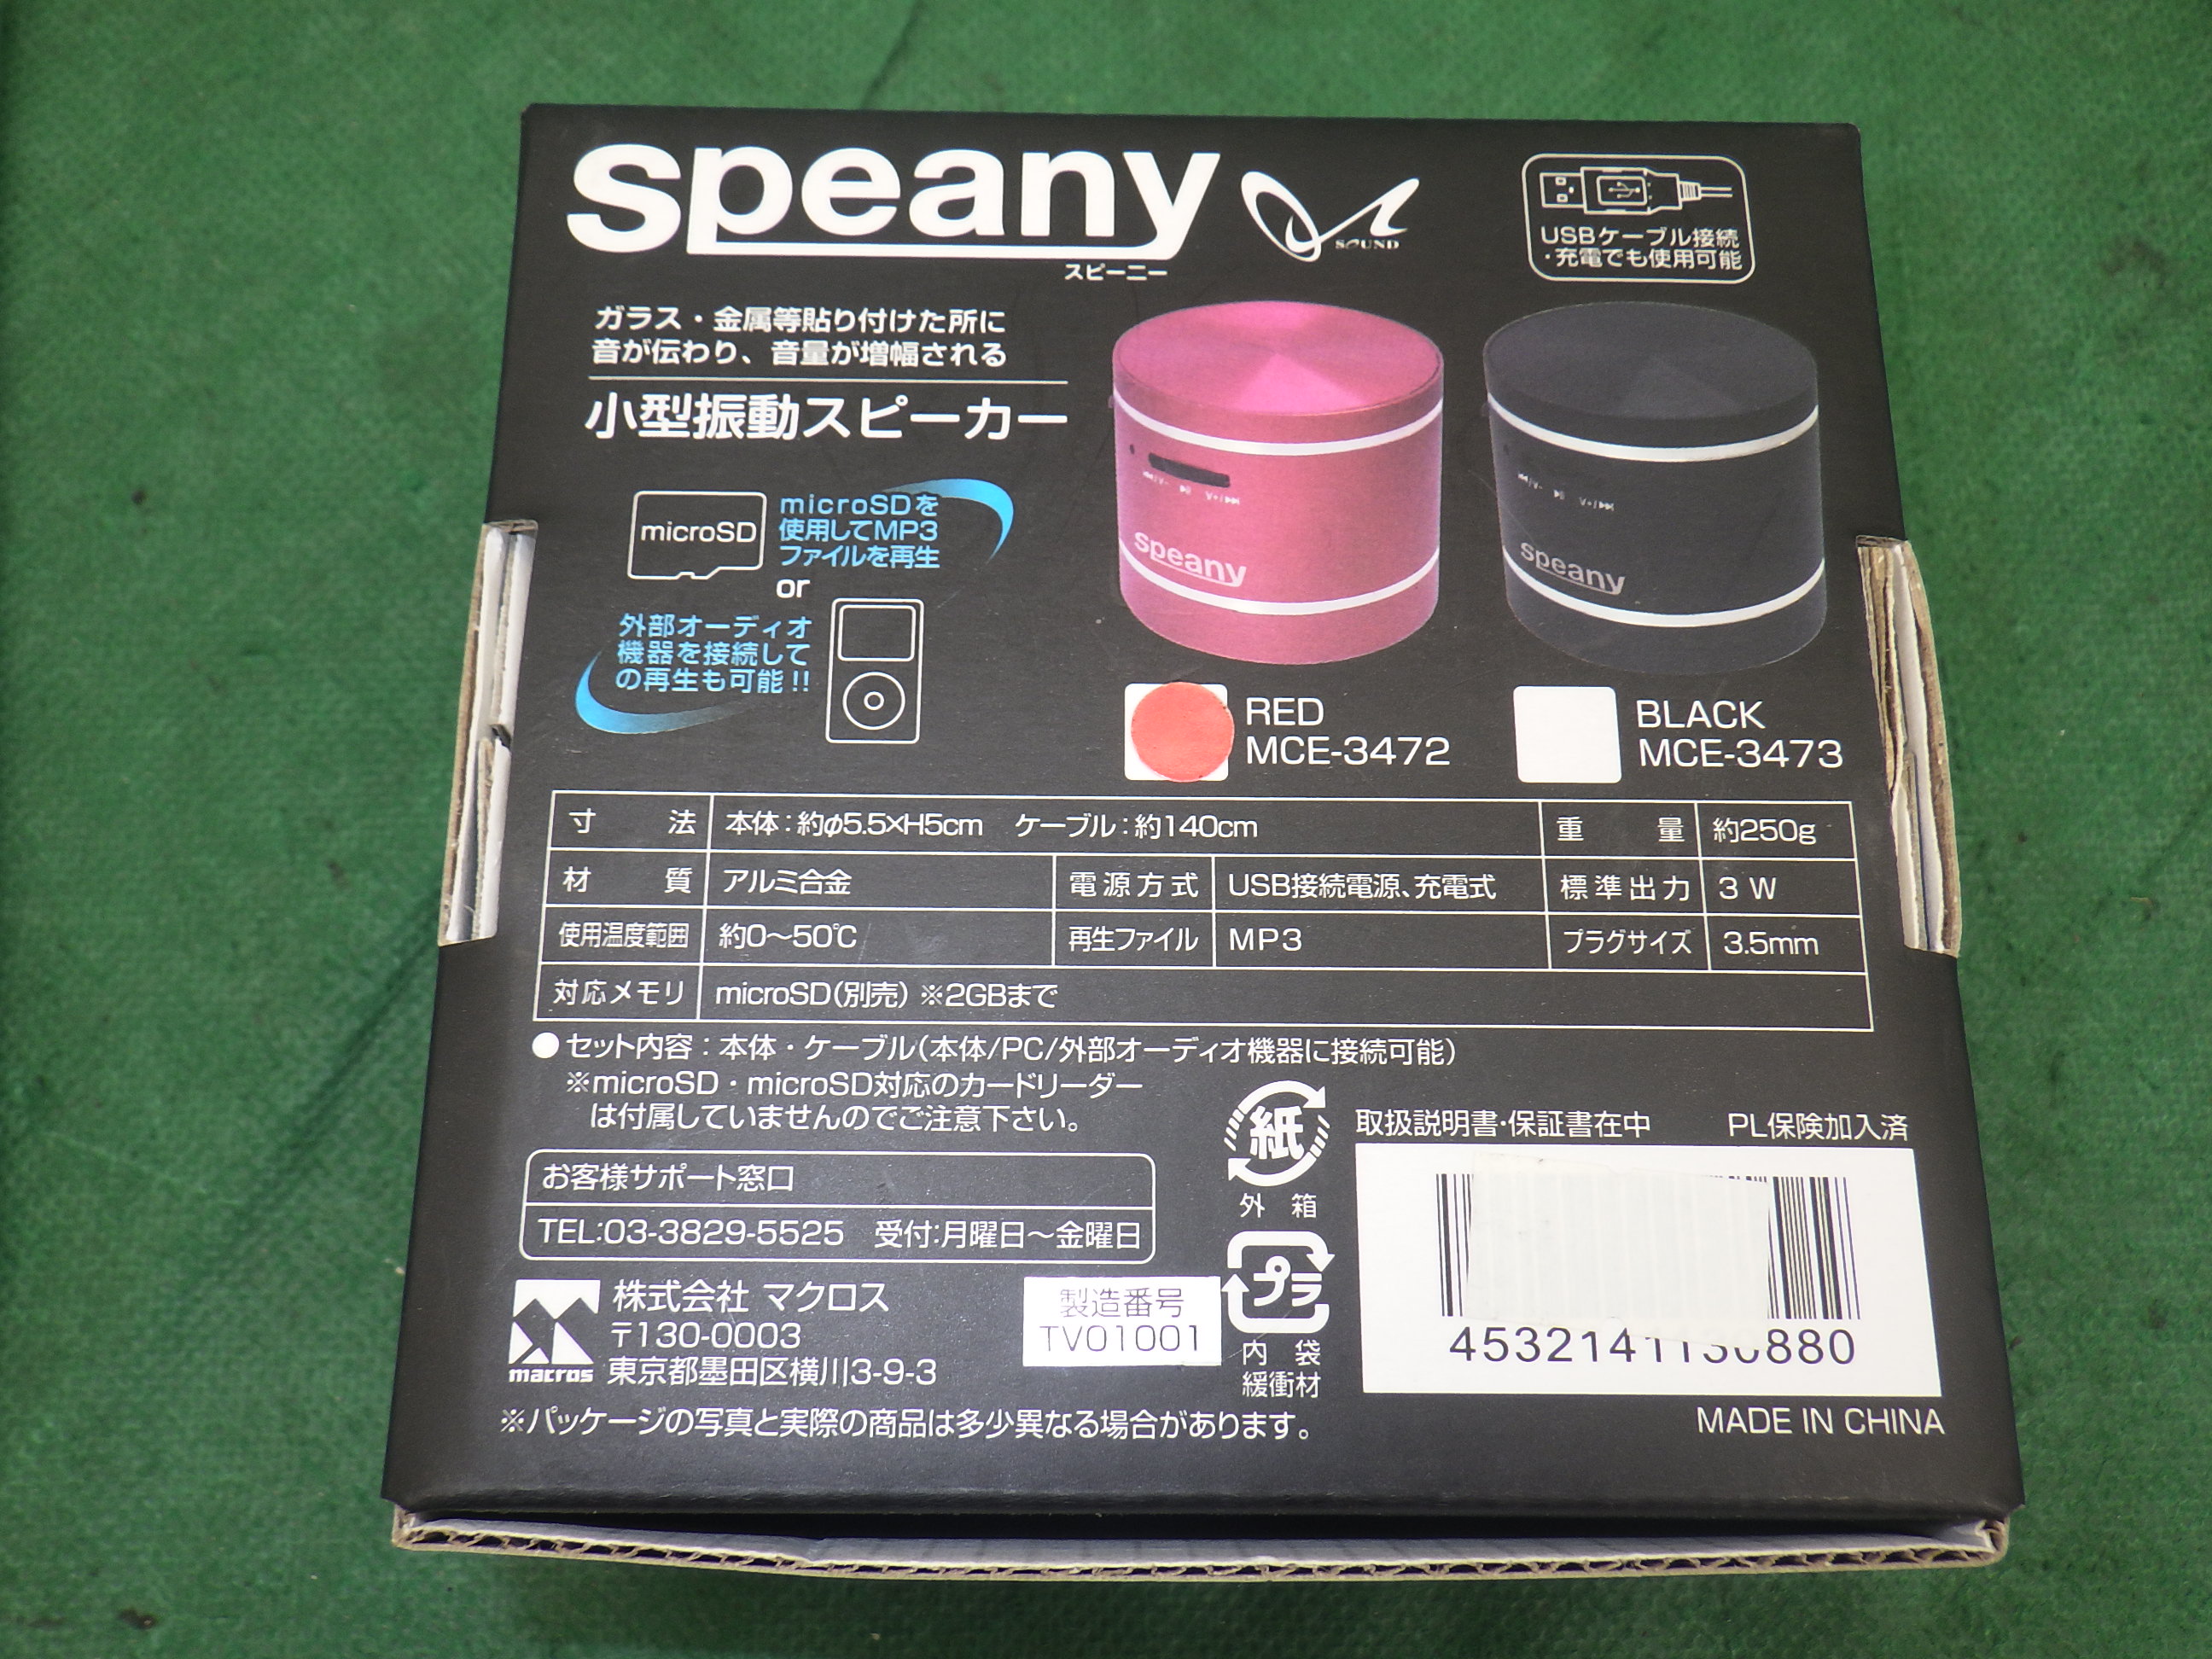 speany
スピーニー
SOUND
USBケーブル接続
・充電でも使用可能
ガラス・金属等貼り付けた所に
音が伝わり、音量が増幅される
小型振動スピーカー
microSD
microSDを
使用してMP3
ファイルを再生
or
外部オーディオ
機器を接続して
の再生も可能!!
speany
speany
RED
MCE-3472
BLACK
MCE-3473
寸法 本体：約φ5.5×H5cm ケーブル：約140cm 重量 約250g
材質 アルミ合金 電源方式 USB接続電源、充電式 標準出力 3 W
使用温度範囲 約0〜50℃ 再生ファイル MP3 プラグサイズ 3.5mm
対応メモリ microSD(別売) ※2GBまで
●セット内容：本体・ケーブル(本体/PC/外部オーディオ機器に接続可能)
※microSD・microSD対応のカードリーダー
は付属していませんのでご注意下さい。
お客様サポート窓口
TEL:03-3829-5525 受付:月曜日〜金曜日
macros
株式会社 マクロス
〒130-0003
東京都墨田区横川3-9-3
製造番号
TV01001
紙
外箱
プラ
内袋
緩衝材
取扱説明書・保証書在中 PL保険加入済
4532141130880
MADE IN CHINA
※パッケージの写真と実際の商品は多少異なる場合があります。